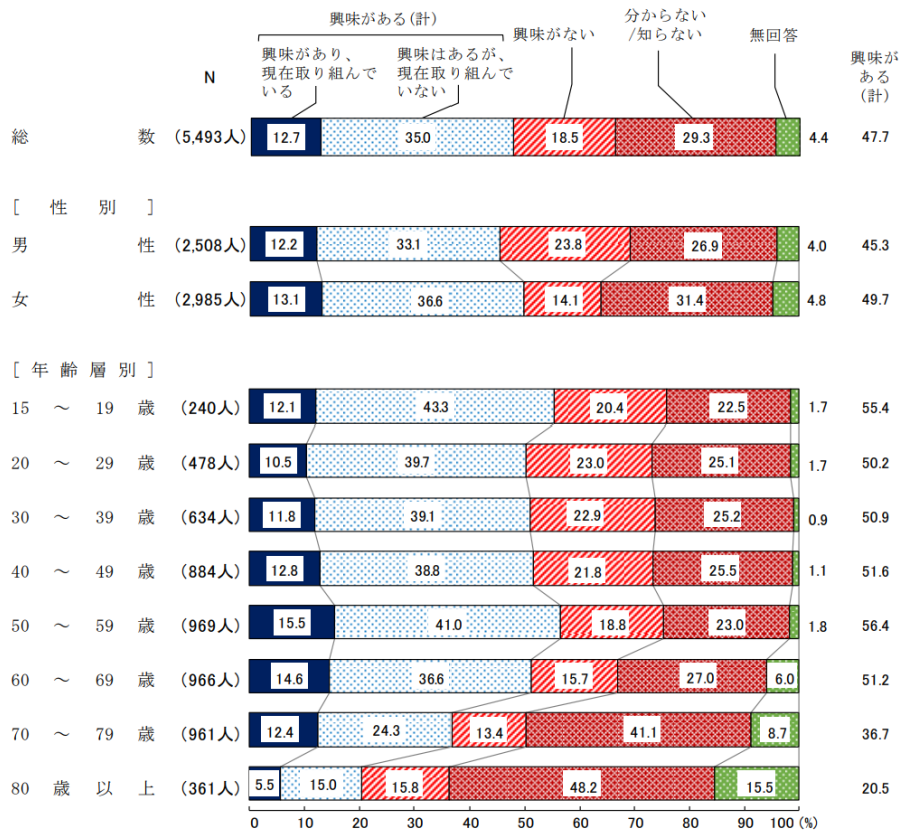 興味がある(計)
興味があり、
現在取り組んで
いる
興味はあるが、
現在取り組んで
いない
興味がない
分からない
/知らない
無回答
興味が
ある
(計)
N
総 数 (5,493人) 12.7 35.0 18.5 29.3 4.4 47.7
[ 性 別 ]
男 性 (2,508人) 12.2 33.1 23.8 26.9 4.0 45.3
女 性 (2,985人) 13.1 36.6 14.1 31.4 4.8 49.7
[ 年 齢 層 別 ]
15 ～ 19 歳 (240人) 12.1 43.3 20.4 22.5 1.7 55.4
20 ～ 29 歳 (478人) 10.5 39.7 23.0 25.1 1.7 50.2
30 ～ 39 歳 (634人) 11.8 39.1 22.9 25.2 0.9 50.9
40 ～ 49 歳 (884人) 12.8 38.8 21.8 25.5 1.1 51.6
50 ～ 59 歳 (969人) 15.5 41.0 18.8 23.0 1.8 56.4
60 ～ 69 歳 (966人) 14.6 36.6 15.7 27.0 6.0 51.2
70 ～ 79 歳 (961人) 12.4 24.3 13.4 41.1 8.7 36.7
80 歳 以 上 (361人) 5.5 15.0 15.8 48.2 15.5 20.5
0 10 20 30 40 50 60 70 80 90 100 (%)